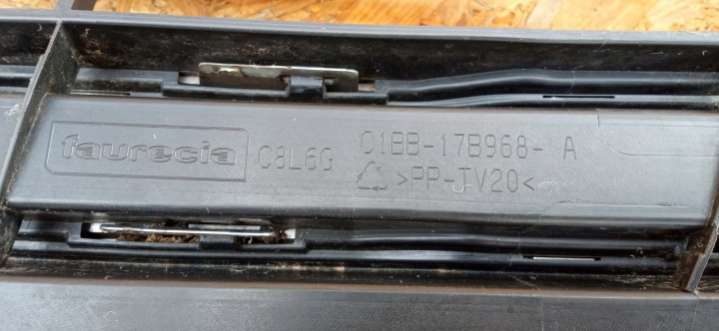 faurecia C8L6G C1BB-17B968- A
>PP-TV20<